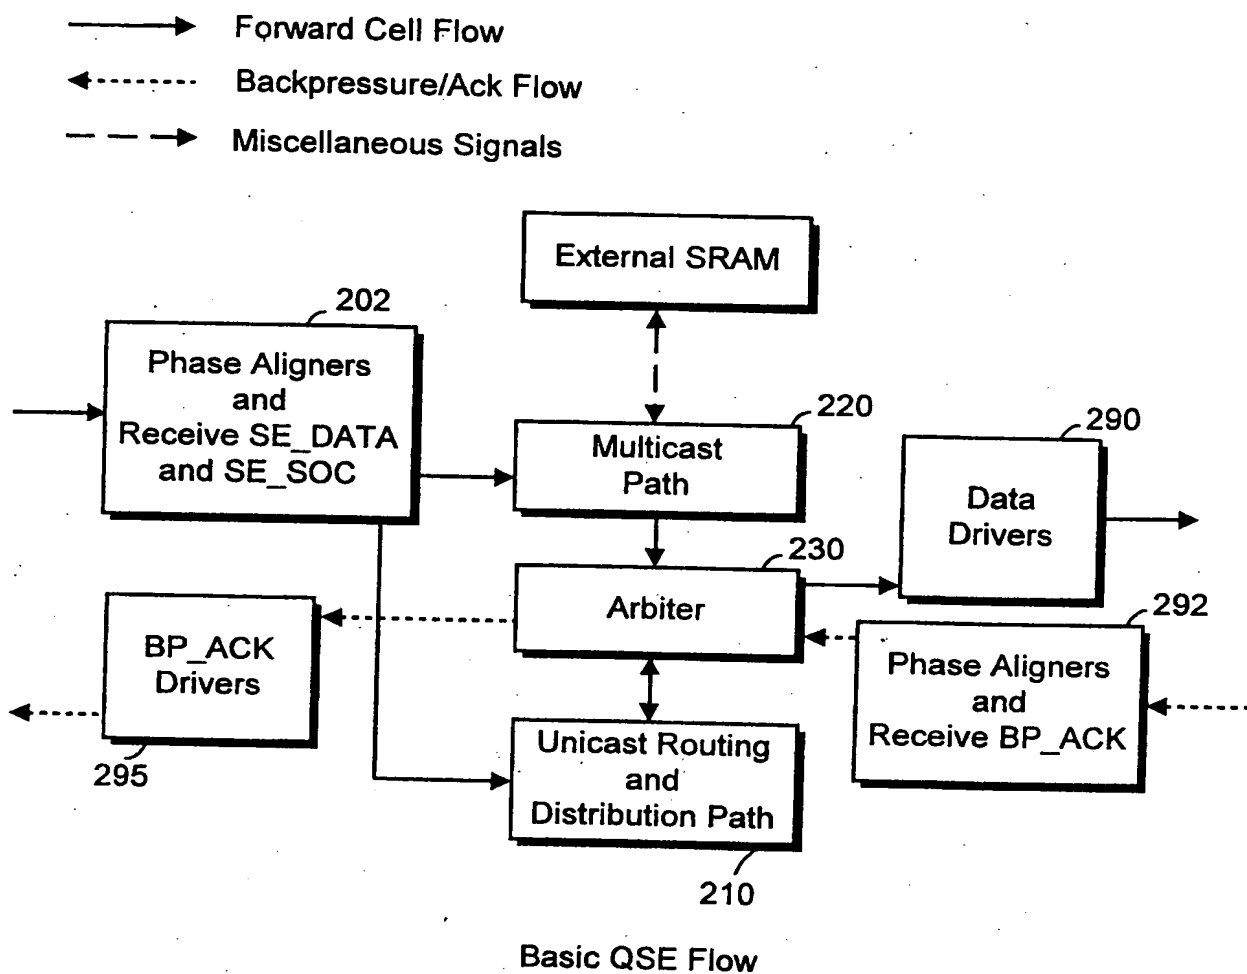 Forward Cell Flow
Backpressure/Ack Flow
Miscellaneous Signals
External SRAM
202
Phase Aligners
and
Receive SE_DATA
and SE_SOC
220
Multicast
Path
290
Data
Drivers
230
Arbiter
292
Phase Aligners
and
Receive BP_ACK
BP_ACK
Drivers
295
Unicast Routing
and
Distribution Path
210
Basic QSE Flow